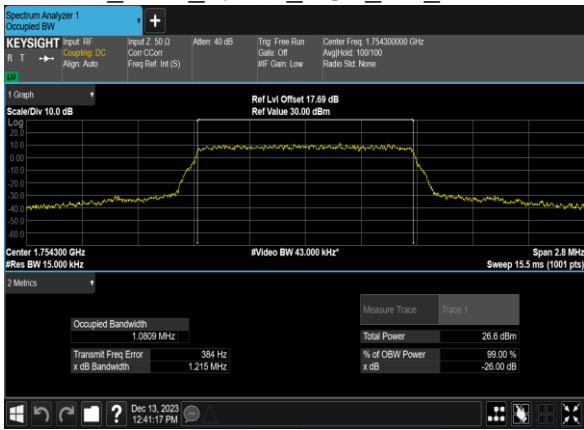 Spectrum Analyzer 1
Occupied BW
KEYSIGHT
R T
LV
Input: RF
Coupling: DC
Align: Auto
Input Z: 50 Ω
Corr CCorr
Freq Ref: Int (S)
Atten: 40 dB
Trig: Free Run
Gate: Off
#IF Gain: Low
Center Freq: 1.754300000 GHz
Avg|Hold: 100/100
Radio Std: None
1 Graph
Scale/Div 10.0 dB
Ref Lvl Offset 17.69 dB
Ref Value 30.00 dBm
Log
20.0
10.0
0.00
-10.0
-20.0
-30.0
-40.0
-50.0
-60.0
Center 1.754300 GHz
#Res BW 15.000 kHz
#Video BW 43.000 kHz*
Span 2.8 MHz
Sweep 15.5 ms (1001 pts)
2 Metrics
Measure Trace
Trace 1
Occupied Bandwidth
1.0809 MHz
Total Power
26.6 dBm
Transmit Freq Error
384 Hz
% of OBW Power
99.00 %
x dB Bandwidth
1.215 MHz
x dB
-26.00 dB
?
Dec 13, 2023
12:41:17 PM